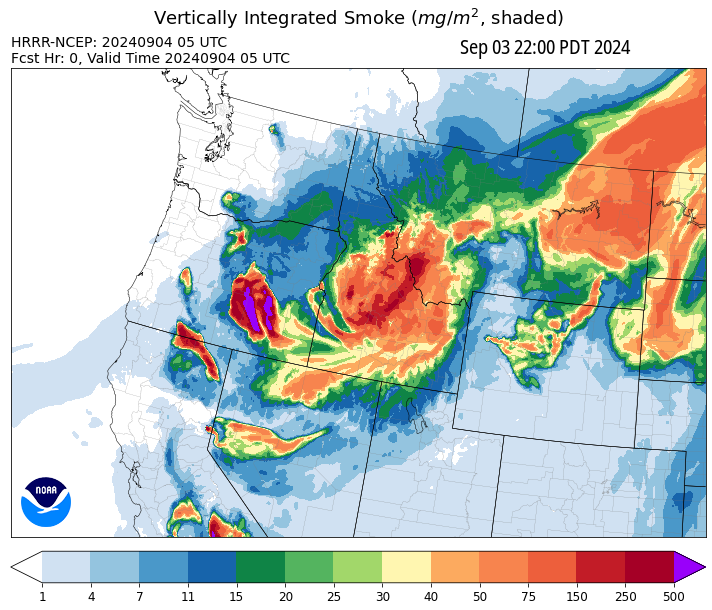 Vertically Integrated Smoke (mg/m², shaded)
HRRR-NCEP: 20240904 05 UTC
Sep 03 22:00 PDT 2024
Fcst Hr: 0, Valid Time 20240904 05 UTC
NOAA
1 4 7 11 15 20 25 30 40 50 75 150 250 500